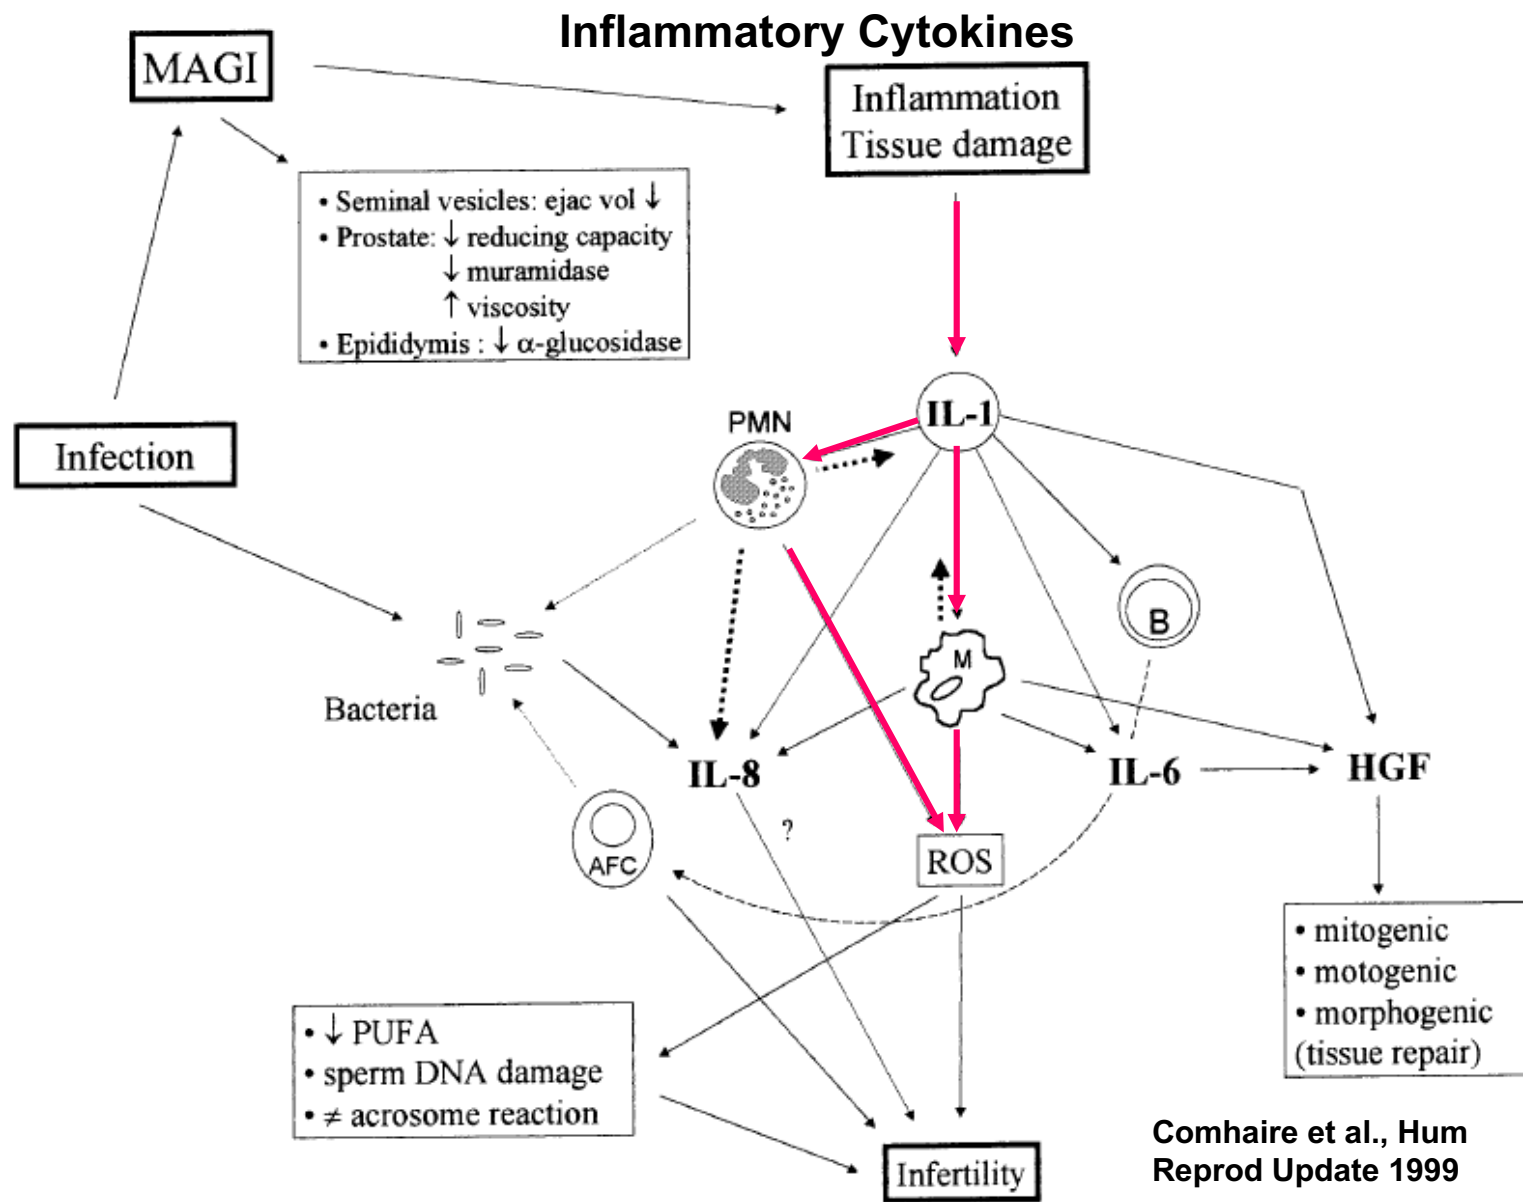 Inflammatory Cytokines
MAGI
Inflammation
Tissue damage
• Seminal vesicles: ejac vol ↓
• Prostate: ↓ reducing capacity
↓ muramidase
↑ viscosity
• Epididymis : ↓ α-glucosidase
Infection
PMN
IL-1
B
M
Bacteria
IL-8
IL-6
HGF
?
AFC
ROS
• mitogenic
• motogenic
• morphogenic
(tissue repair)
• ↓ PUFA
• sperm DNA damage
• ≠ acrosome reaction
Infertility
Comhaire et al., Hum
Reprod Update 1999